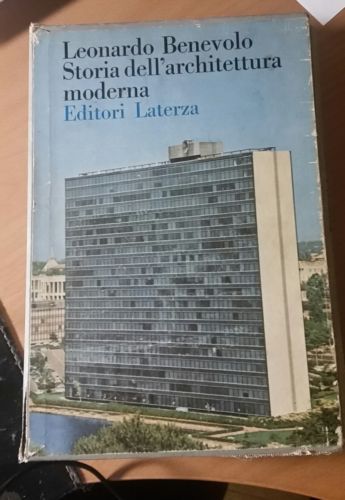 Leonardo Benevolo
Storia dell'architettura
moderna
Editori Laterza